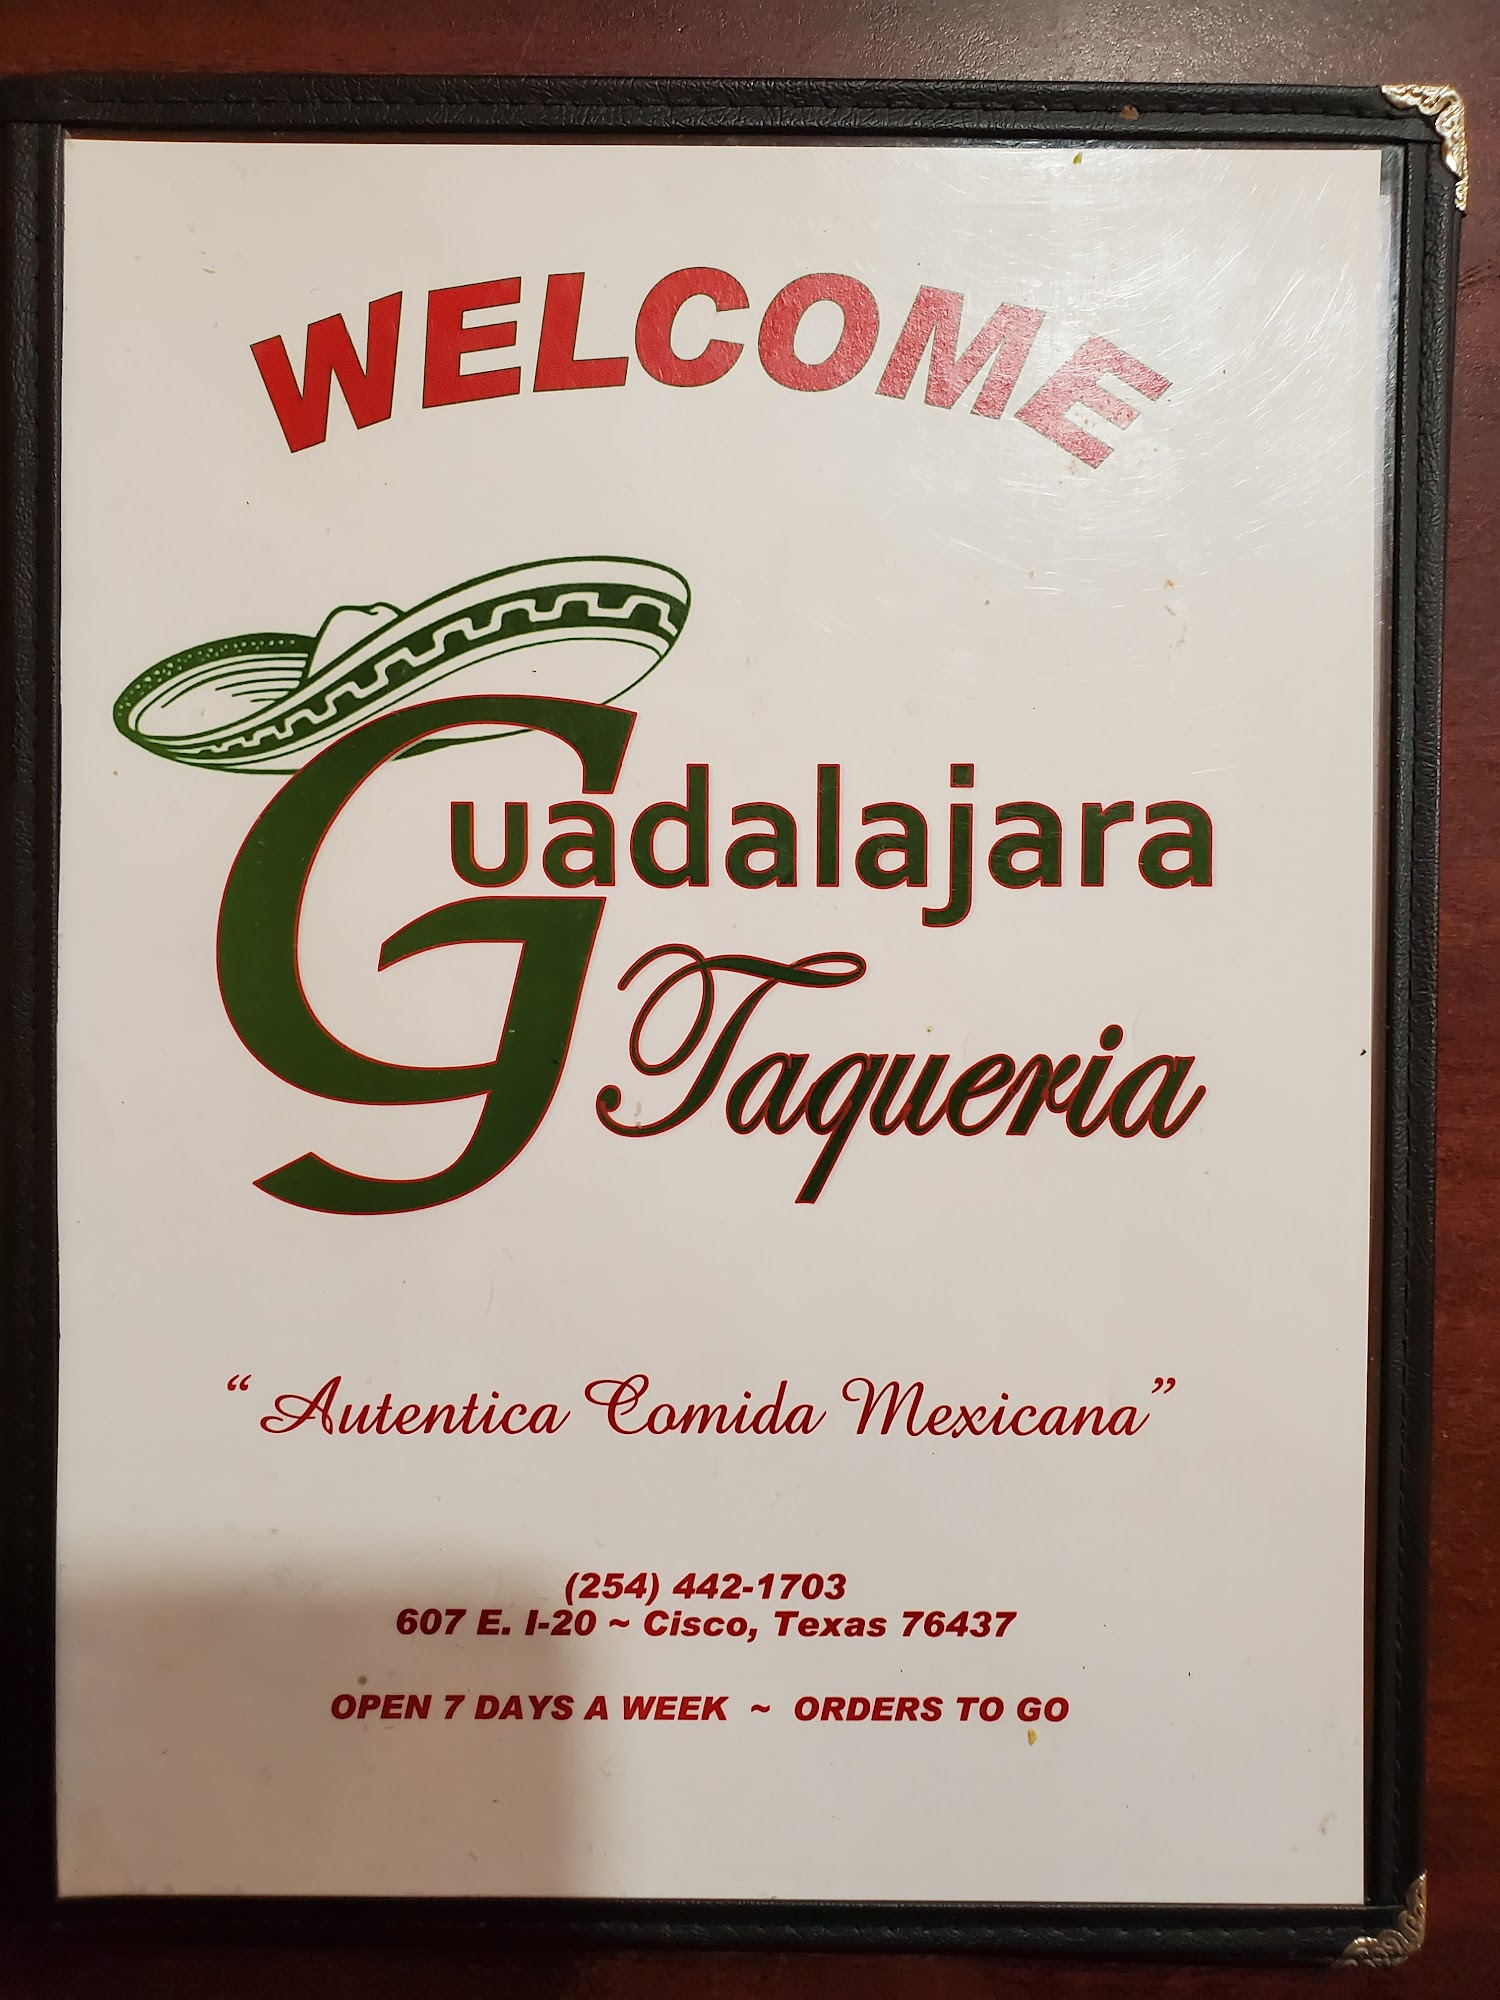 WELCOME
Guadalajara
Taqueria
“Autentica Comida Mexicana”
(254) 442-1703
607 E. I-20 ~ Cisco, Texas 76437
OPEN 7 DAYS A WEEK ~ ORDERS TO GO